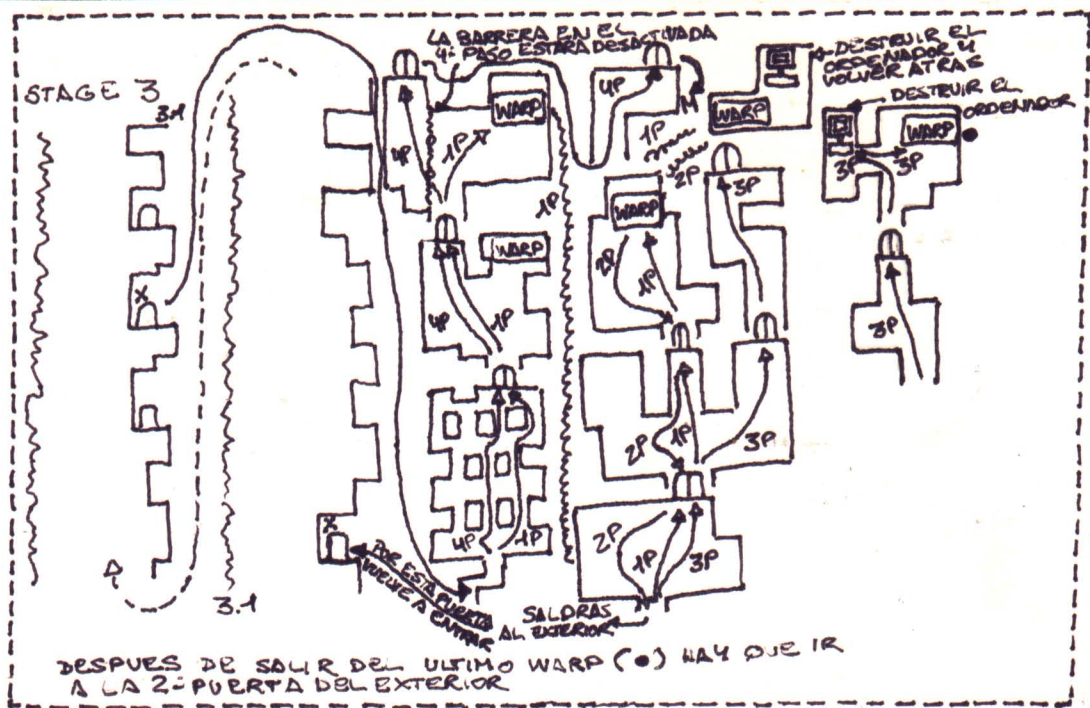 LA BARRERA EN EL
4º PASO ESTARA DESACTIVADA
STAGE 3
3.1
4P
1P
WARP
4P
M
1P
2P
WARP
DESTRUIR EL
ORDENADOR Y
VOLVER ATRAS
DESTRUIR EL
ORDENADOR
WARP
3P
3P
1P
WARP
4P
1P
WARP
2P
1P
3P
3P
X
2P
1P
3P
4P
1P
2P
1P
3P
X
POR ESTA PUERTA
VUELVE A ENTRAR
SALDRAS
AL EXTERIOR
3.1
DESPUES DE SALIR DEL ULTIMO WARP (●) HAY QUE IR
A LA 2ª PUERTA DEL EXTERIOR